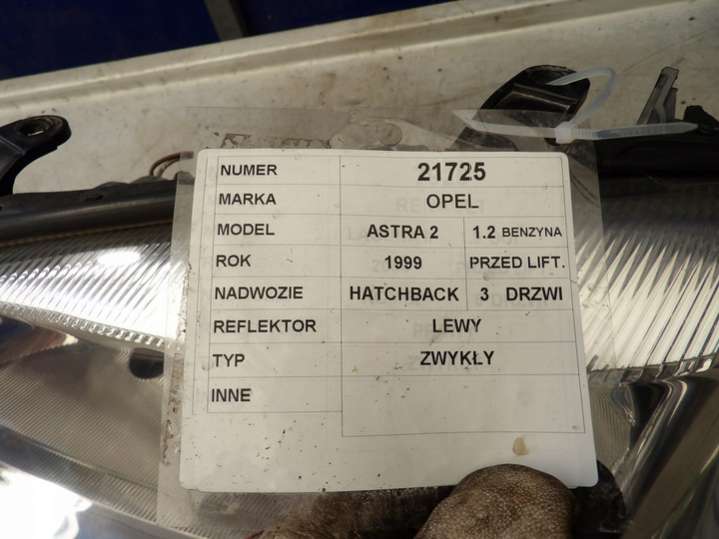 NUMER 21725
MARKA OPEL
MODEL ASTRA 2 1.2 BENZYNA
ROK 1999 PRZED LIFT.
NADWOZIE HATCHBACK 3 DRZWI
REFLEKTOR LEWY
TYP ZWYKŁY
INNE